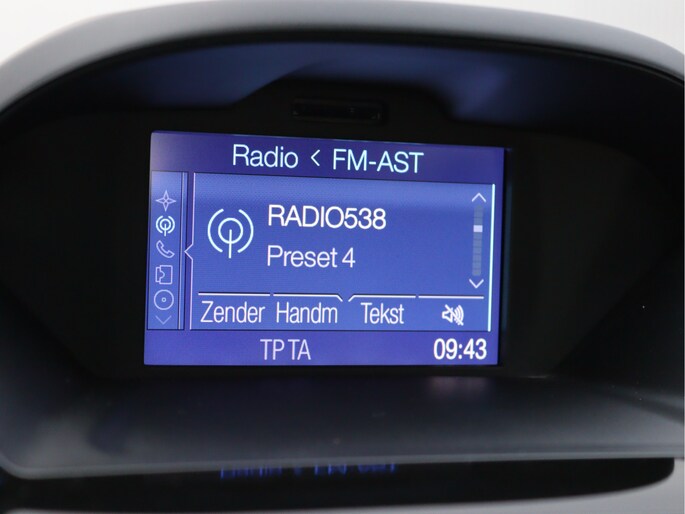 Radio < FM-AST
RADIO538
Preset 4
Zender Handm Tekst
TP TA 09:43